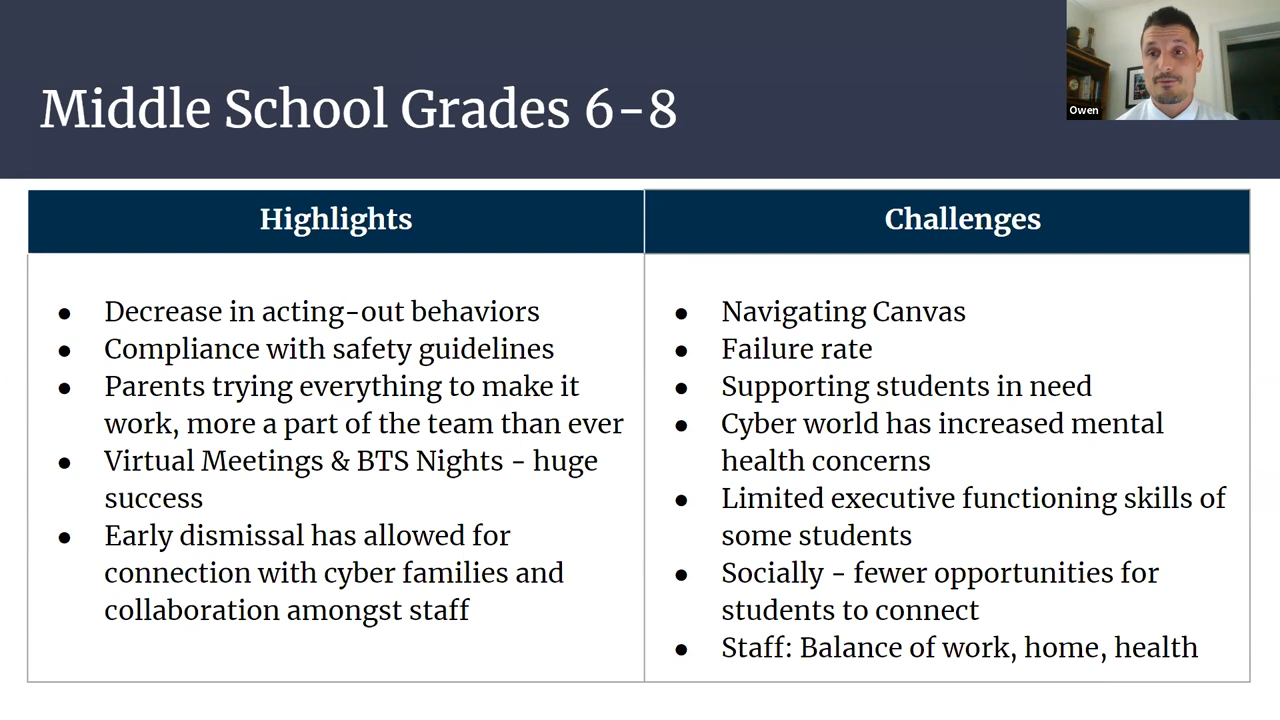 Middle School Grades 6-8
Owen
Highlights
Challenges
● Decrease in acting-out behaviors
● Compliance with safety guidelines
● Parents trying everything to make it
work, more a part of the team than ever
● Virtual Meetings & BTS Nights - huge
success
● Early dismissal has allowed for
connection with cyber families and
collaboration amongst staff
● Navigating Canvas
● Failure rate
● Supporting students in need
● Cyber world has increased mental
health concerns
● Limited executive functioning skills of
some students
● Socially - fewer opportunities for
students to connect
● Staff: Balance of work, home, health